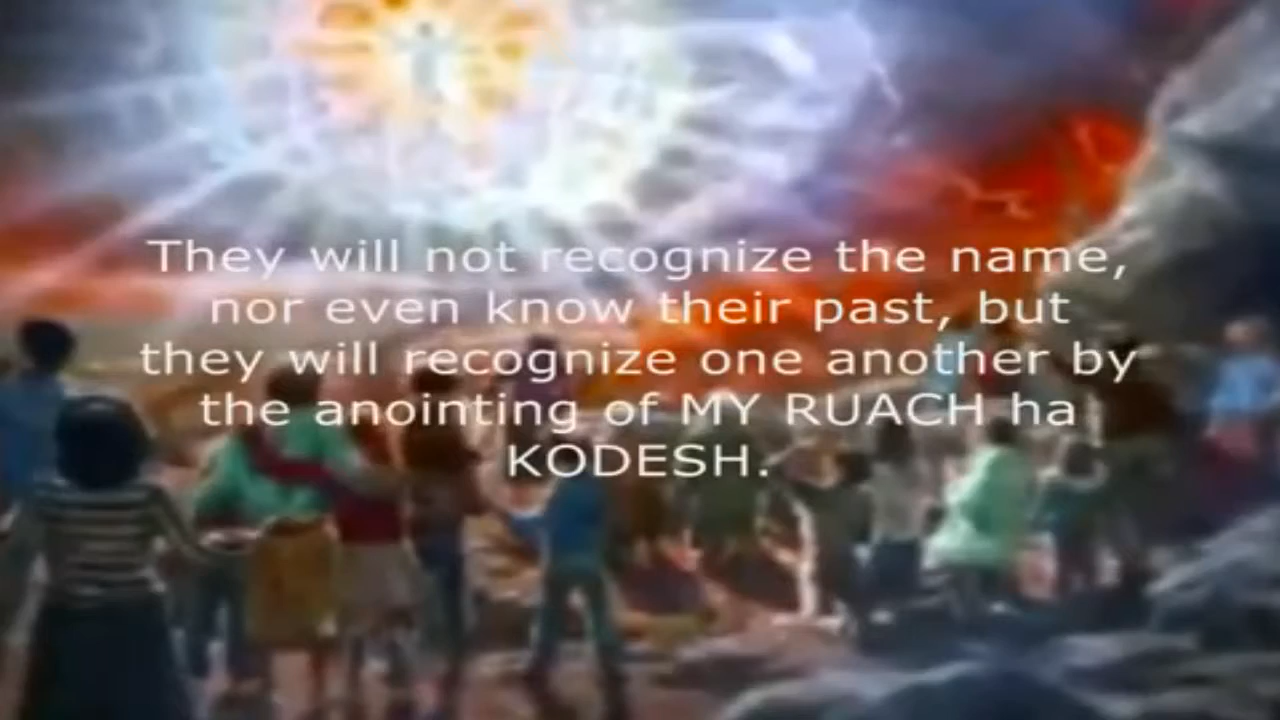 They will not recognize the name,
nor even know their past, but
they will recognize one another by
the anointing of MY RUACH ha
KODESH.